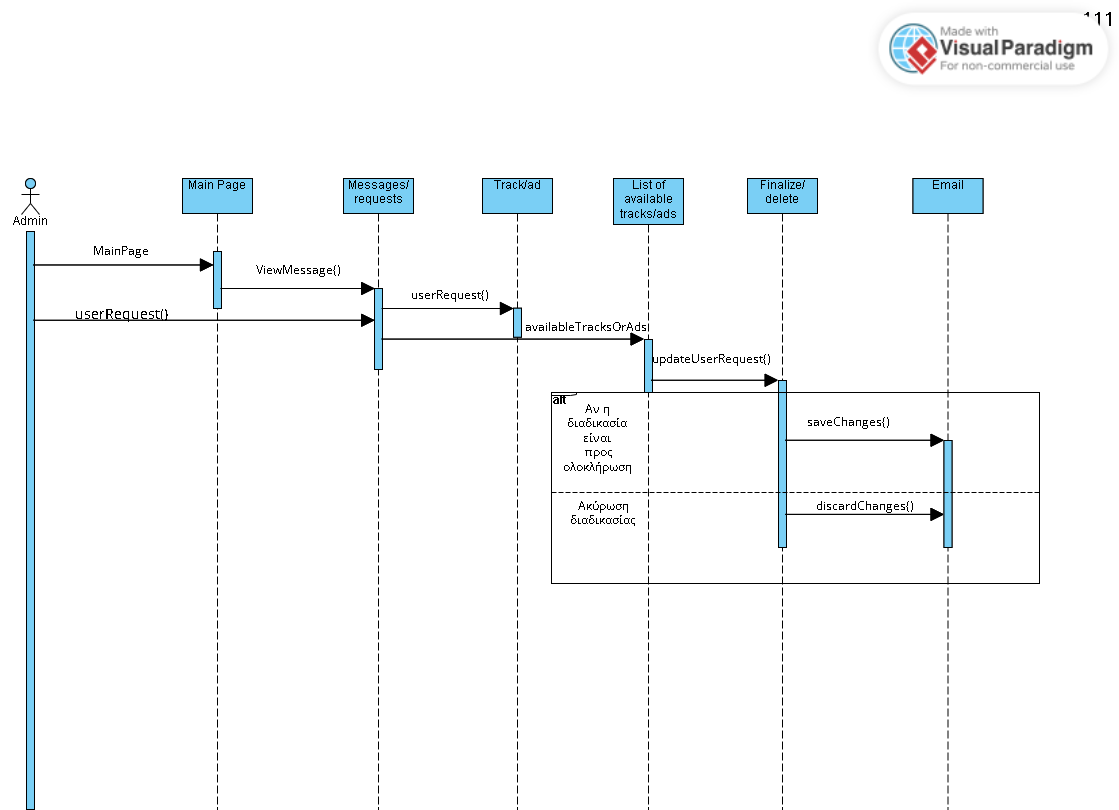 111
Made with
Visual Paradigm
For non-commercial use
Main Page
Messages/
requests
Track/ad
List of
available
tracks/ads
Finalize/
delete
Email
Admin
MainPage
ViewMessage()
userRequest()
userRequest()
availableTracksOrAds
updateUserRequest()
alt
Αν η
διαδικασία
είναι
προς
ολοκλήρωση
saveChanges()
Ακύρωση
διαδικασίας
discardChanges()